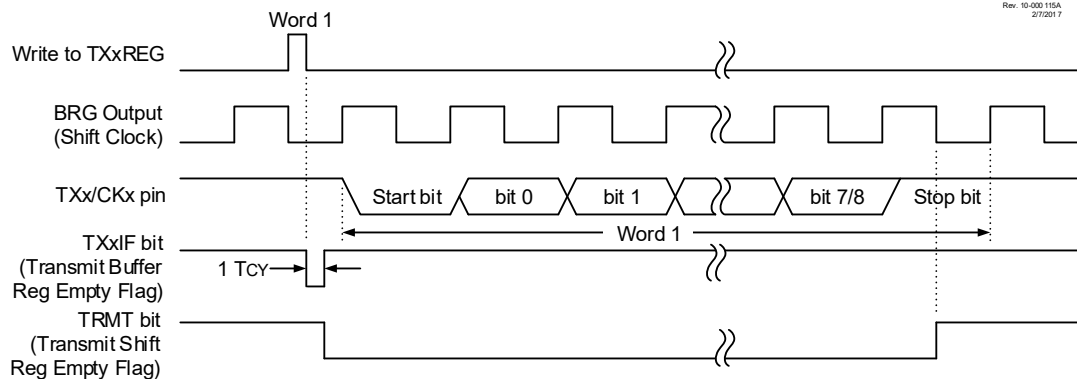 Rev. 10-000 115A
2/7/201 7
Word 1
Write to TXxREG
BRG Output
(Shift Clock)
TXx/CKx pin
Start bit
bit 0
bit 1
bit 7/8
Stop bit
Word 1
TXxIF bit
(Transmit Buffer
Reg Empty Flag)
1 TCY
TRMT bit
(Transmit Shift
Reg Empty Flag)